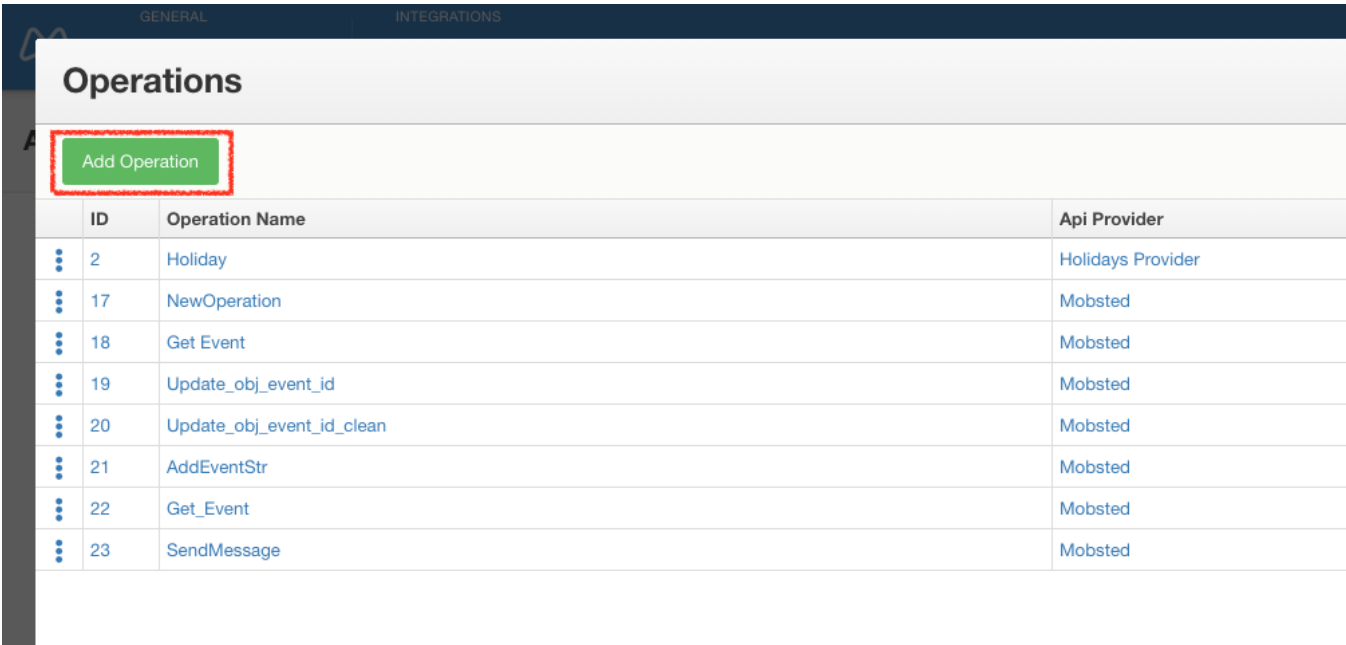 GENERAL INTEGRATIONS
Operations
Add Operation
ID Operation Name Api Provider
2 Holiday Holidays Provider
17 NewOperation Mobsted
18 Get Event Mobsted
19 Update_obj_event_id Mobsted
20 Update_obj_event_id_clean Mobsted
21 AddEventStr Mobsted
22 Get_Event Mobsted
23 SendMessage Mobsted